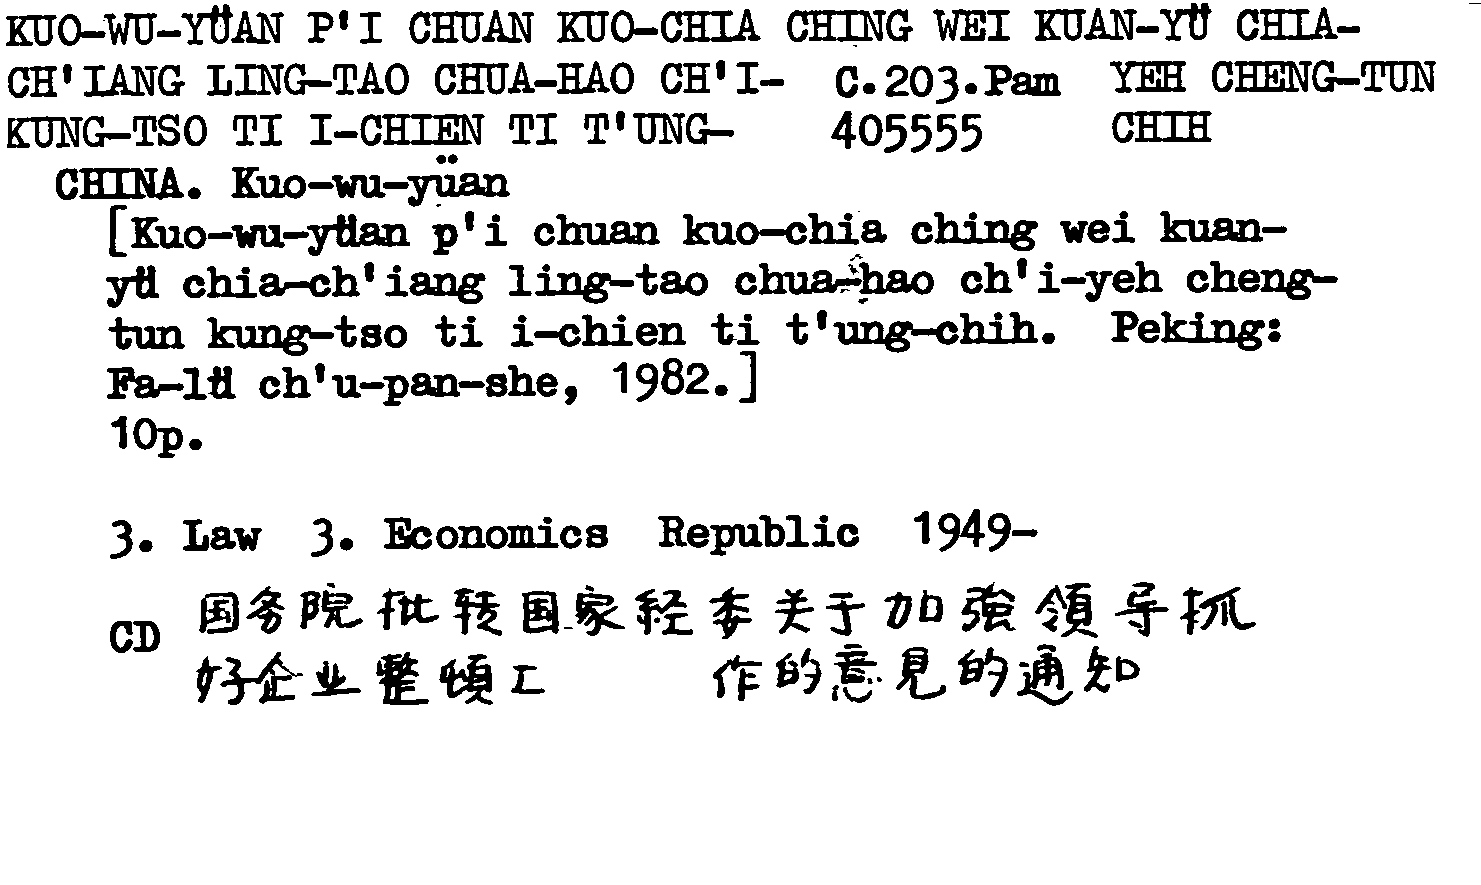 KUO-WU-YÜAN P'I CHUAN KUO-CHIA CHING WEI KUAN-YÜ CHIA-
CH'IANG LING-TAO CHUA-HAO CH'I- C.203.Pam YEH CHENG-TUN
KUNG-TSO TI I-CHIEN TI T'UNG- 405555 CHIH
CHINA. Kuo-wu-yüan
[Kuo-wu-yüan p'i chuan kuo-chia ching wei kuan-
yü chia-ch'iang ling-tao chua-hao ch'i-yeh cheng-
tun kung-tso ti i-chien ti t'ung-chih. Peking:
Fa-lü ch'u-pan-she, 1982.]
10p.
3. Law 3. Economics Republic 1949-
CD 国务院批转国家经委关于加強領导抓
好企业整頓工 作的意見的通知